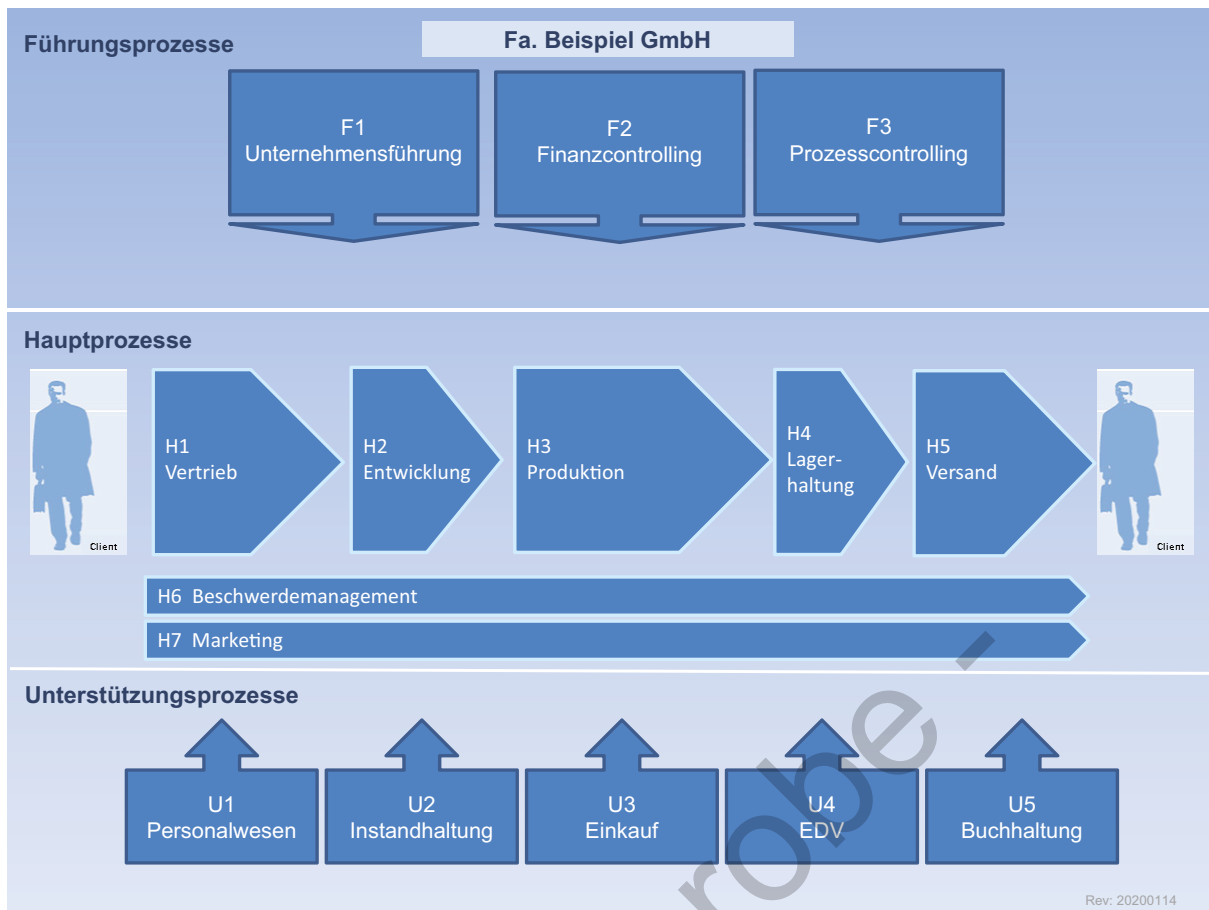 Führungsprozesse
Fa. Beispiel GmbH
F1
Unternehmensführung
F2
Finanzcontrolling
F3
Prozesscontrolling
Hauptprozesse
Client
H1
Vertrieb
H2
Entwicklung
H3
Produktion
H4
Lager-
haltung
H5
Versand
Client
H6 Beschwerdemanagement
H7 Marketing
Unterstützungsprozesse
U1
Personalwesen
U2
Instandhaltung
U3
Einkauf
U4
EDV
U5
Buchhaltung
robe -
Rev: 20200114